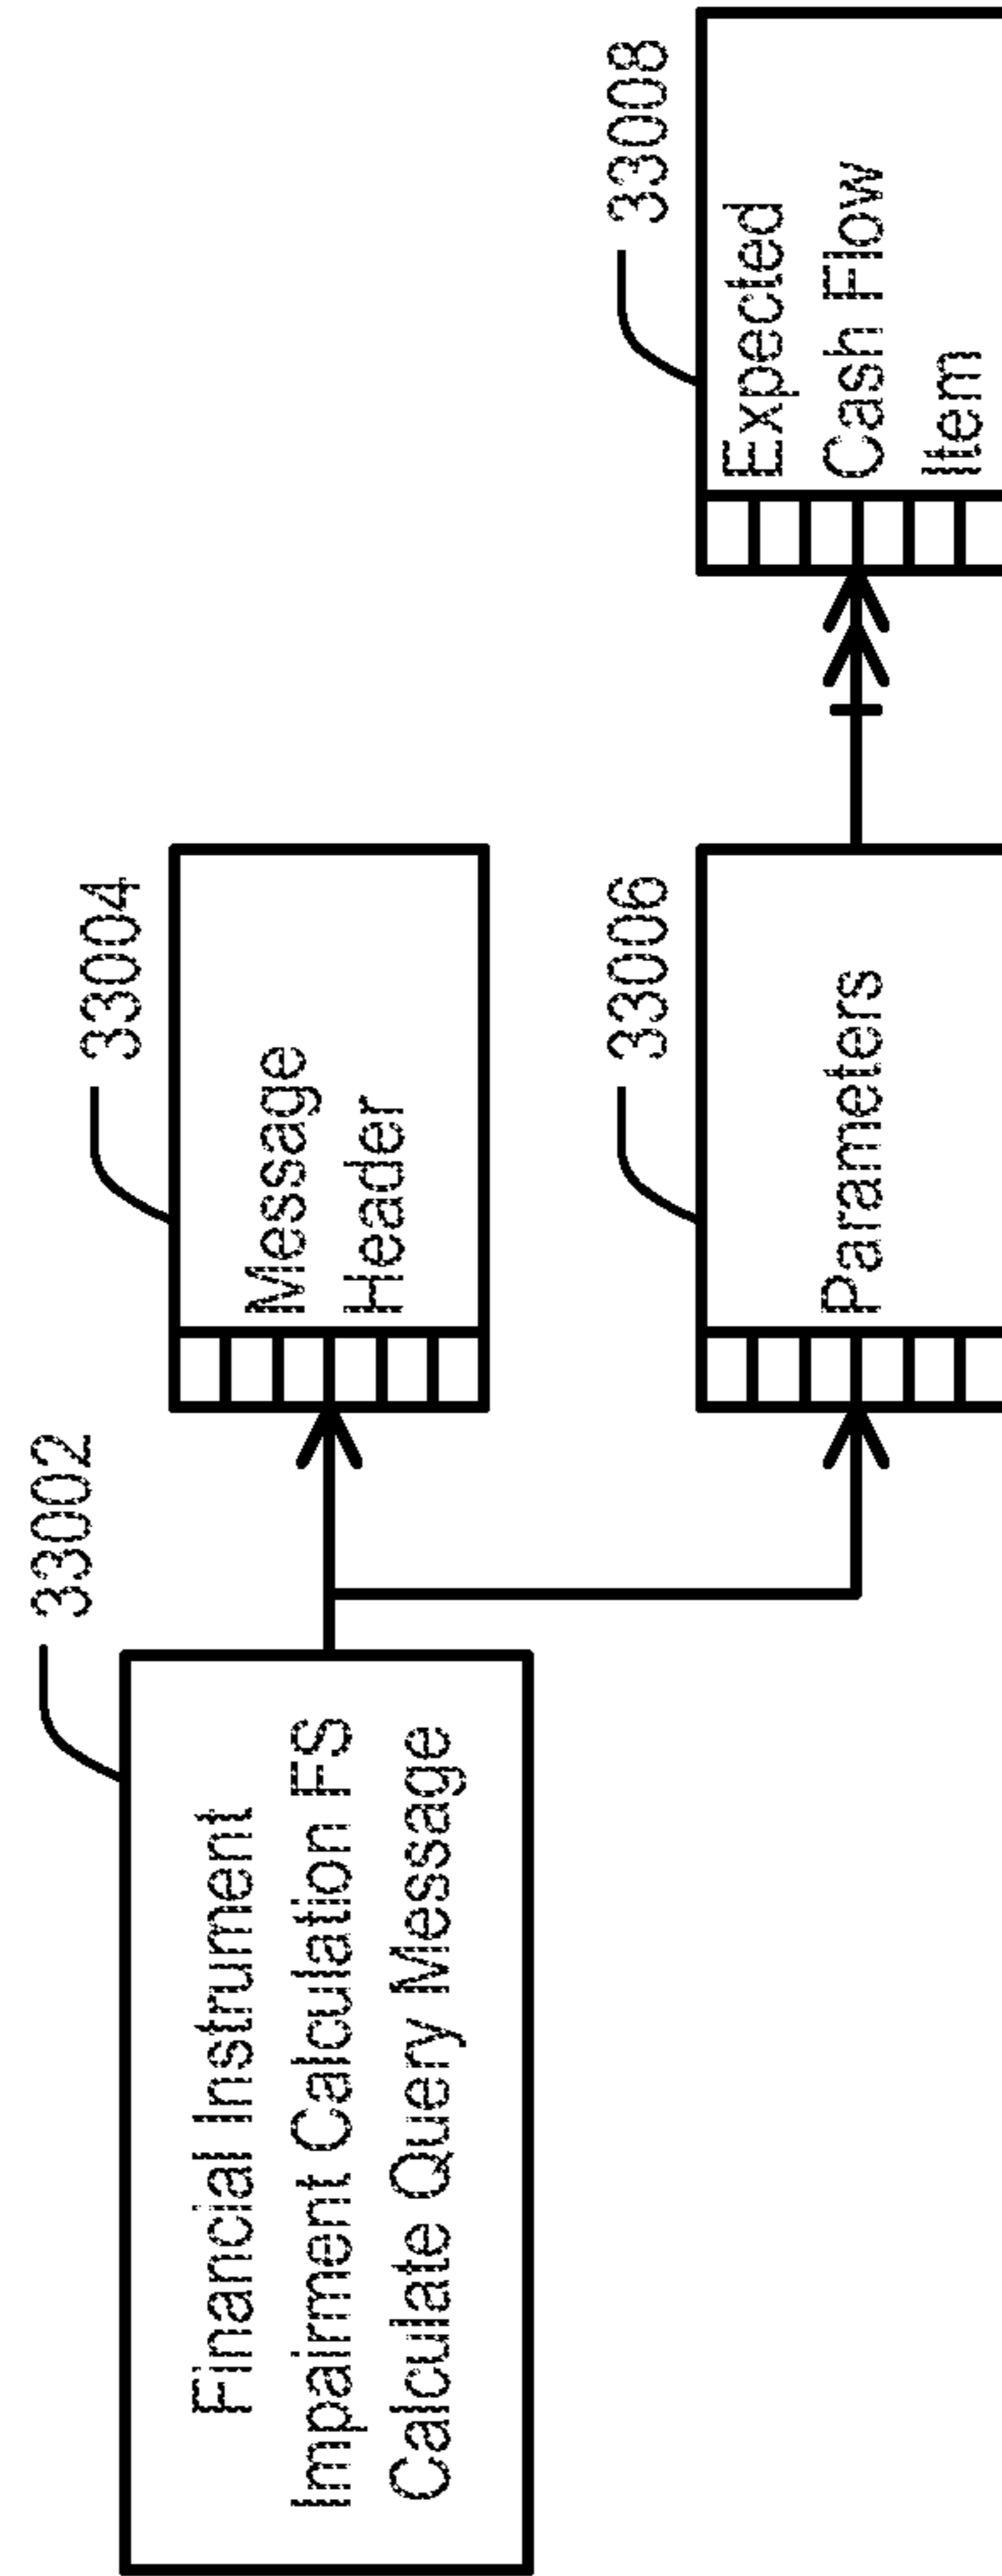 33002
Financial Instrument
Impairment Calculation FS
Calculate Query Message
33004
Message
Header
33006
Parameters
33008
Expected
Cash Flow
Item